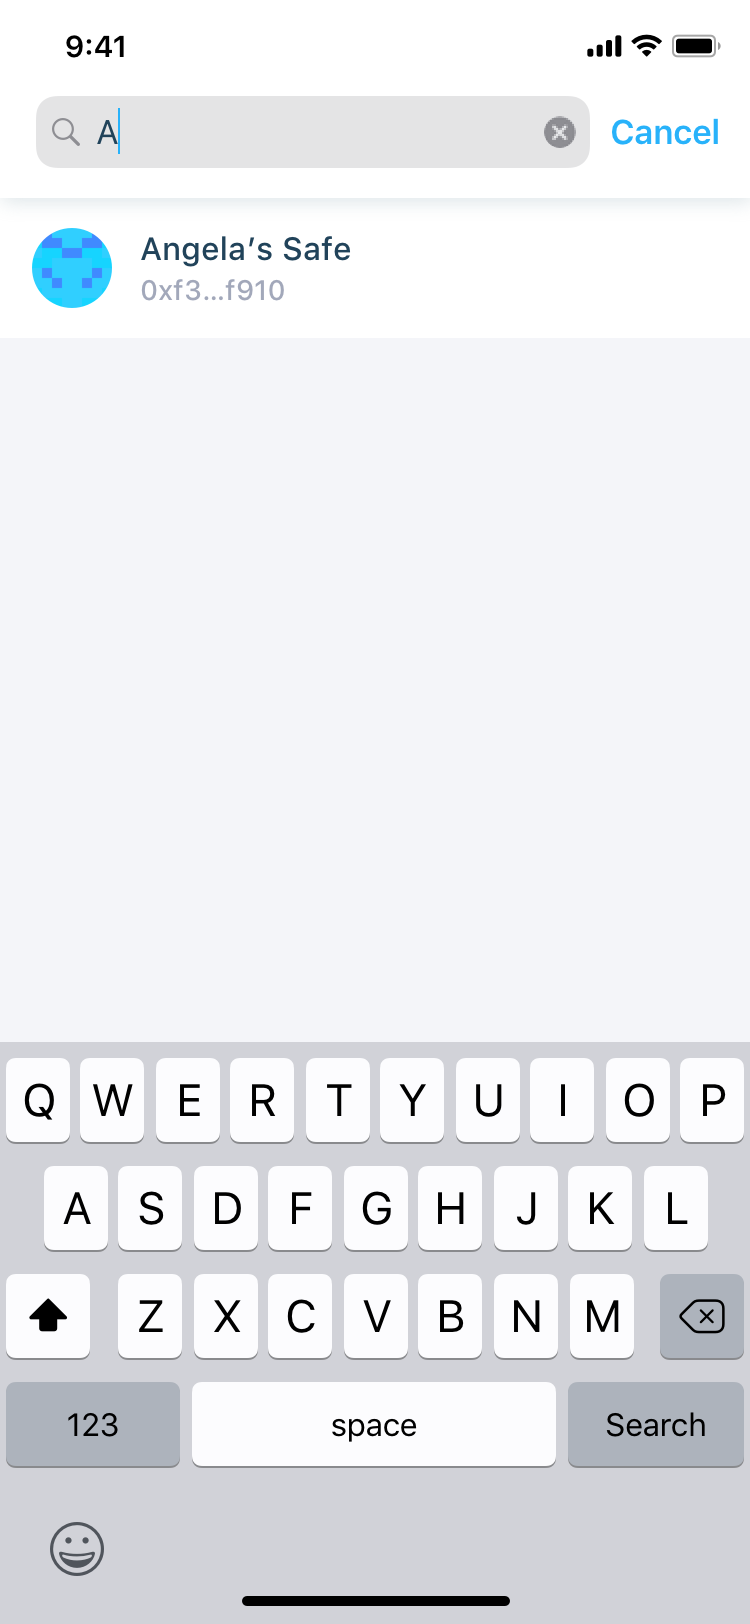 9:41
A
Cancel
Angela’s Safe
0xf3...f910
Q W E R T Y U I O P
A S D F G H J K L
Z X C V B N M
123 space Search